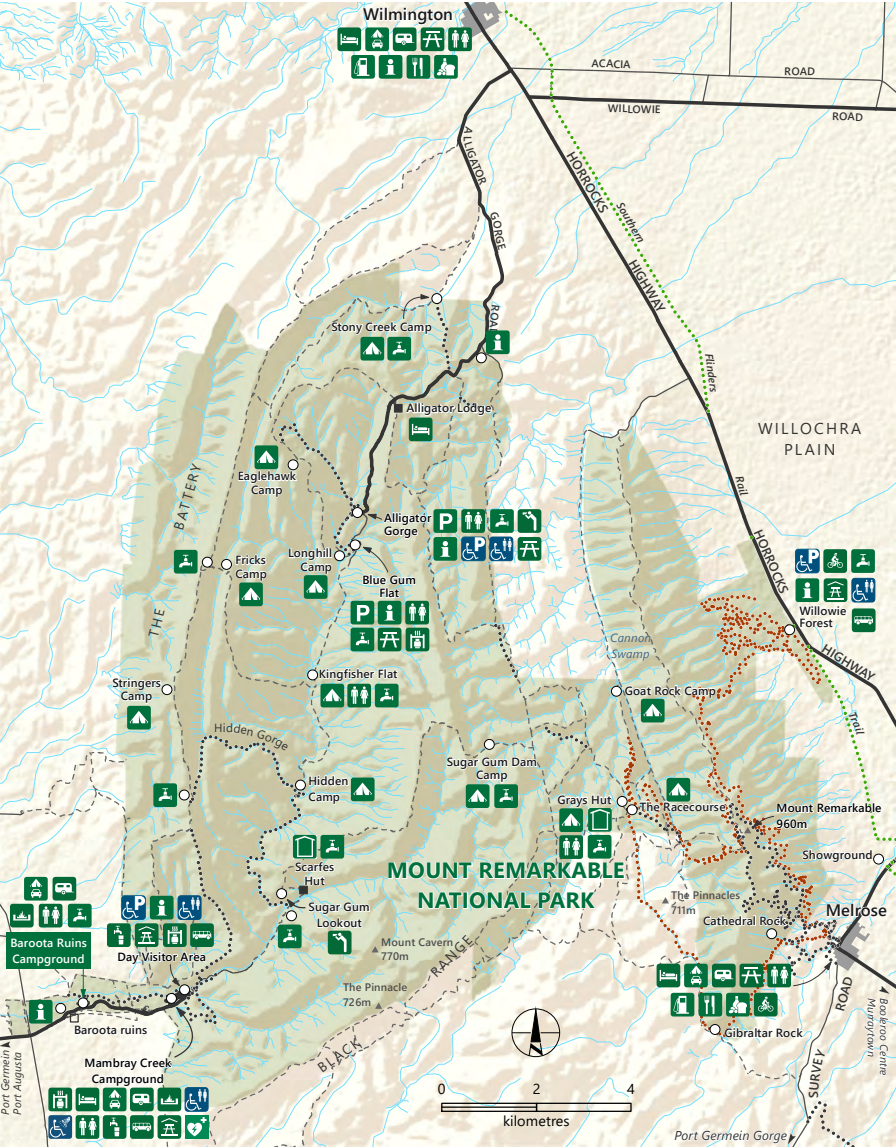 Wilmington
ACACIA
ROAD
WILLOWIE
ROAD
ALLIGATOR
GORGE
ROAD
HORROCKS
HIGHWAY
Southern
Flinders
Rail
Trail
Stony Creek Camp
Alligator Lodge
WILLOCHRA
PLAIN
Eaglehawk
Camp
THE
BATTERY
Alligator
Gorge
P
P
Fricks
Camp
Longhill
Camp
Blue Gum
Flat
P
HORROCKS
HIGHWAY
P
Willowie
Forest
Cannon
Swamp
Kingfisher Flat
Stringers
Camp
Goat Rock Camp
Hidden Gorge
Sugar Gum Dam
Camp
Hidden
Camp
Grays Hut
The Racecourse
Mount Remarkable
960m
Scarfes
Hut
MOUNT REMARKABLE
NATIONAL PARK
Showground
The Pinnacles
711m
Sugar Gum
Lookout
Melrose
Cathedral Rock
P
Baroota Ruins
Campground
Day Visitor Area
Mount Cavern
770m
The Pinnacle
726m
BLACK
RANGE
Baroota ruins
Mambray Creek
Campground
Gibraltar Rock
SURVEY
ROAD
Booleroo Centre
Murraytown
Port Germein
Port Augusta
0 2 4
kilometres
Port Germein Gorge